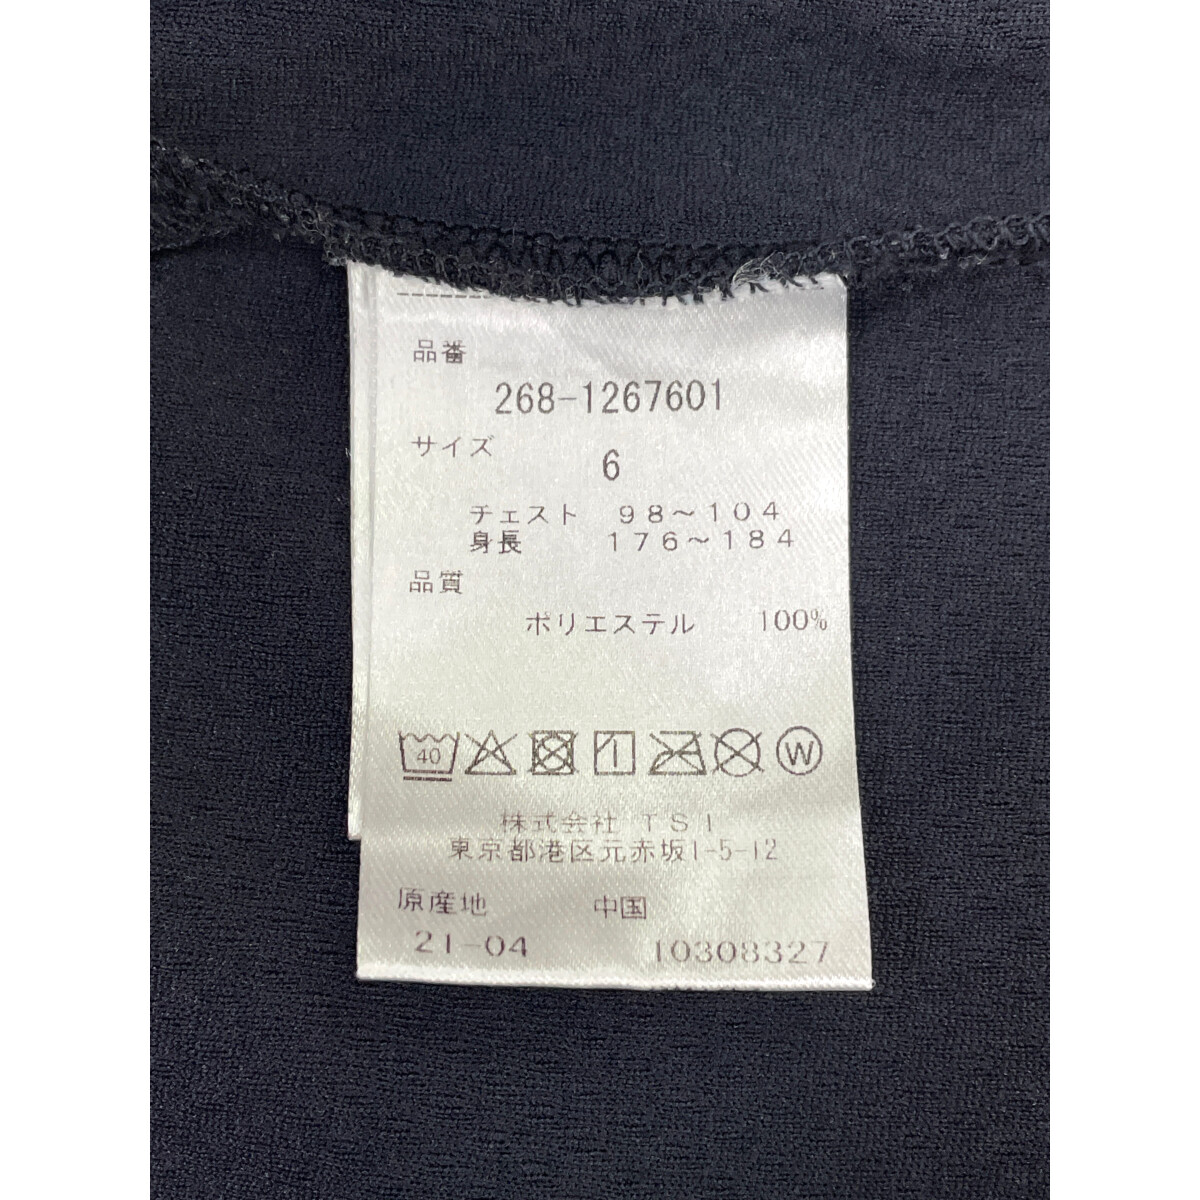 品番
268-1267601
サイズ 6
チェスト 98～104
身長 176～184
品質
ポリエステル 100%
40 W
株式会社 TSI
東京都港区元赤坂1-5-12
原産地 中国
21-04 10308327